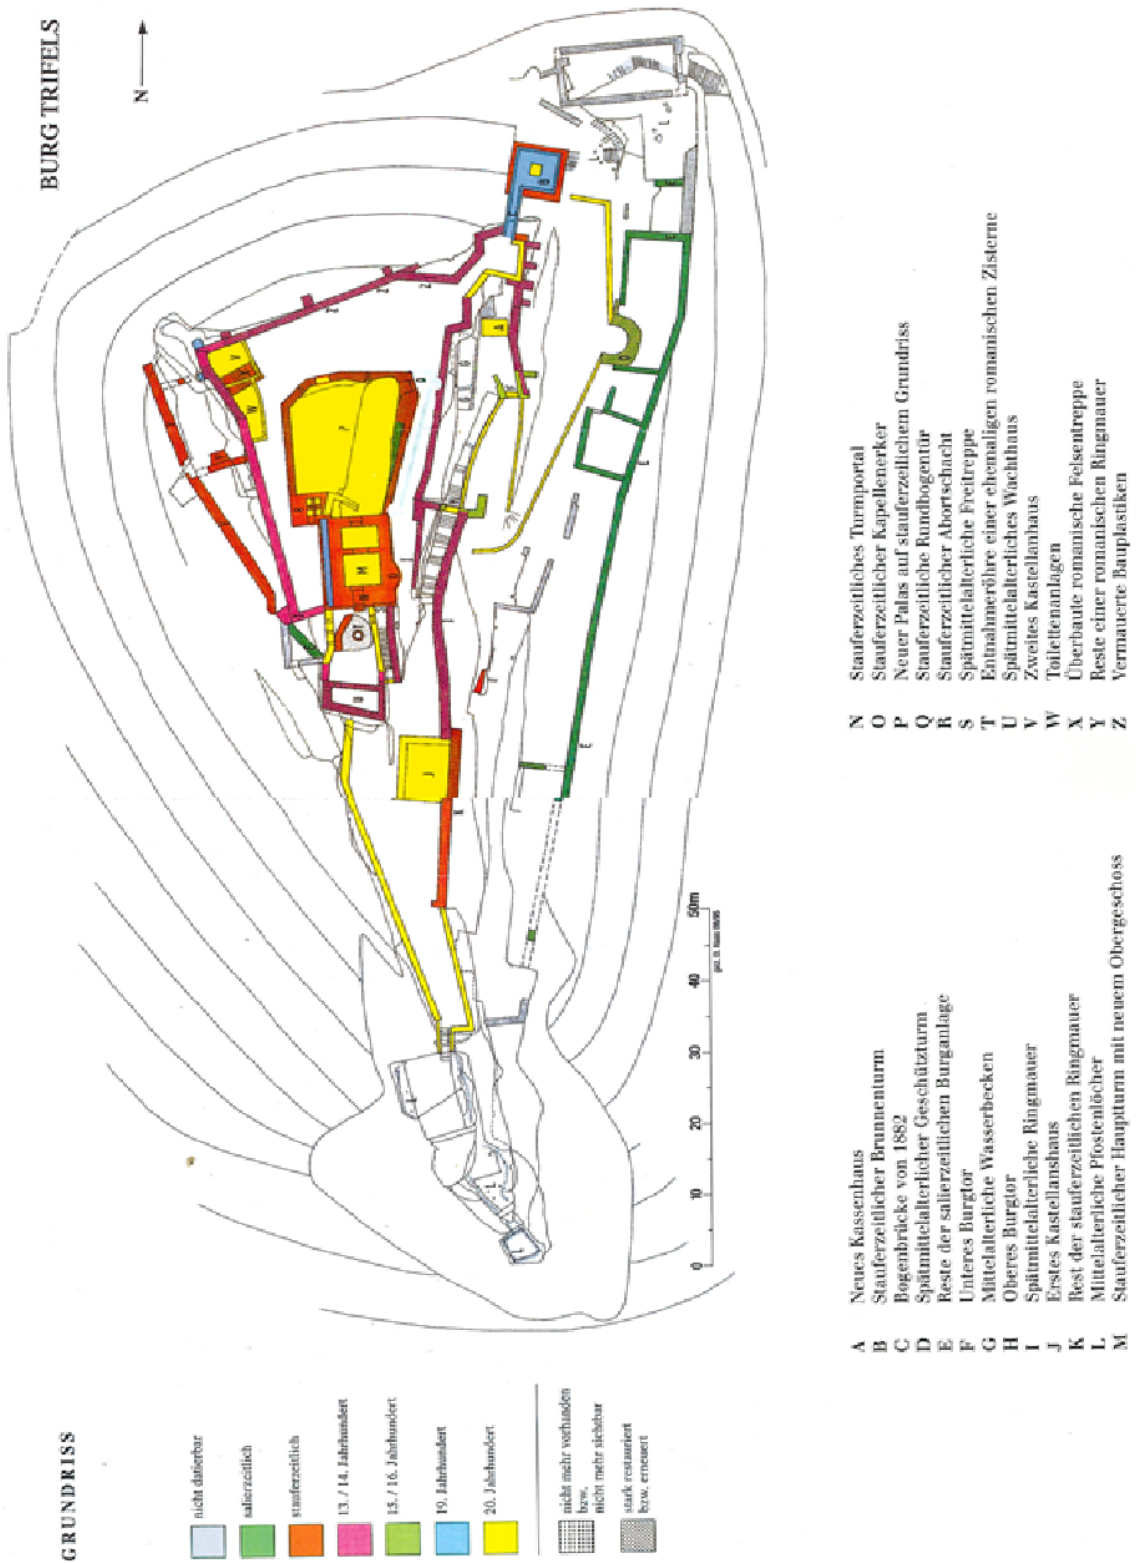 BURG TRIFELS
N
GRUNDRISS
nicht datierbar
salierzeitlich
stauferzeitlich
13. / 14. Jahrhundert
15. / 16. Jahrhundert
19. Jahrhundert
20. Jahrhundert
nicht mehr vorhanden
bzw.
nicht mehr sichtbar
stark restauriert
bzw. erneuert
0 10 20 30 40 50m
A Neues Kassenhaus
B Stauferzeitlicher Brunnenturm
C Bogenbrücke von 1882
D Spätmittelalterlicher Geschützturm
E Reste der salierzeitlichen Burganlage
F Unteres Burgtor
G Mittelalterliche Wasserbecken
H Oberes Burgtor
I Spätmittelalterliche Ringmauer
J Erstes Kastellanshaus
K Rest der stauferzeitlichen Ringmauer
L Mittelalterliche Pfostenlöcher
M Stauferzeitlicher Hauptturm mit neuem Obergeschoss
N Stauferzeitliches Turmportal
O Stauferzeitlicher Kapellenerker
P Neuer Palas auf stauferzeitlichem Grundriss
Q Stauferzeitliche Rundbogentür
R Stauferzeitlicher Abortschacht
S Spätmittelalterliche Freitreppe
T Entnahmeröhre einer ehemaligen romanischen Zisterne
U Spätmittelalterliches Wachthaus
V Zweites Kastellanhaus
W Toilettenanlagen
X Überbaute romanische Felsentreppe
Y Reste einer romanischen Ringmauer
Z Vermauerte Bauplastiken